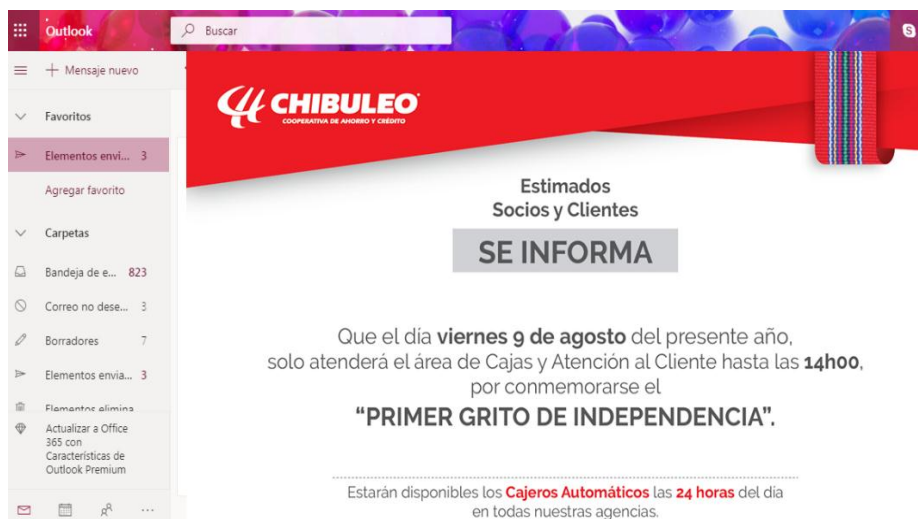 Outlook
Buscar
S
Mensaje nuevo
Favoritos
Elementos envi... 3
Agregar favorito
Carpetas
Bandeja de e... 823
Correo no dese... 3
Borradores 7
Elementos envia... 3
Elementos elimina
Actualizar a Office
365 con
Características de
Outlook Premium
...
CHIBULEO
COOPERATIVA DE AHORRO Y CRÉDITO
Estimados
Socios y Clientes
SE INFORMA
Que el día viernes 9 de agosto del presente año,
solo atenderá el área de Cajas y Atención al Cliente hasta las 14h00,
por conmemorarse el
“PRIMER GRITO DE INDEPENDENCIA”.
Estarán disponibles los Cajeros Automáticos las 24 horas del día
en todas nuestras agencias.